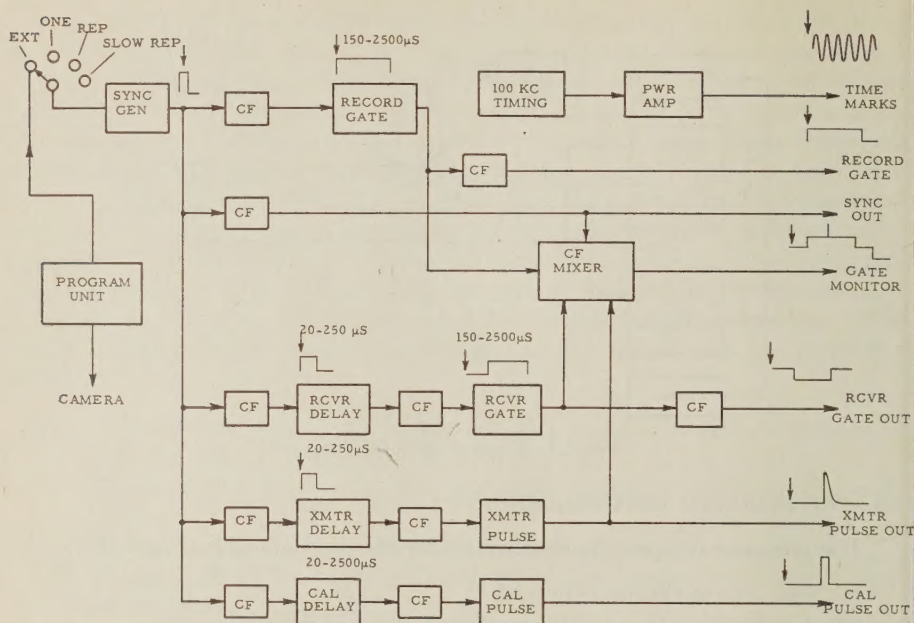 ONE
REP
EXT
SLOW REP
SYNC
GEN
CF
150-2500µS
RECORD
GATE
100 KC
TIMING
PWR
AMP
TIME
MARKS
CF
RECORD
GATE
CF
SYNC
OUT
CF
MIXER
GATE
MONITOR
PROGRAM
UNIT
CAMERA
20-250 µS
CF
RCVR
DELAY
CF
150-2500µS
RCVR
GATE
CF
RCVR
GATE OUT
20-250µS
CF
XMTR
DELAY
CF
XMTR
PULSE
XMTR
PULSE OUT
20-2500µS
CF
CAL
DELAY
CF
CAL
PULSE
CAL
PULSE OUT